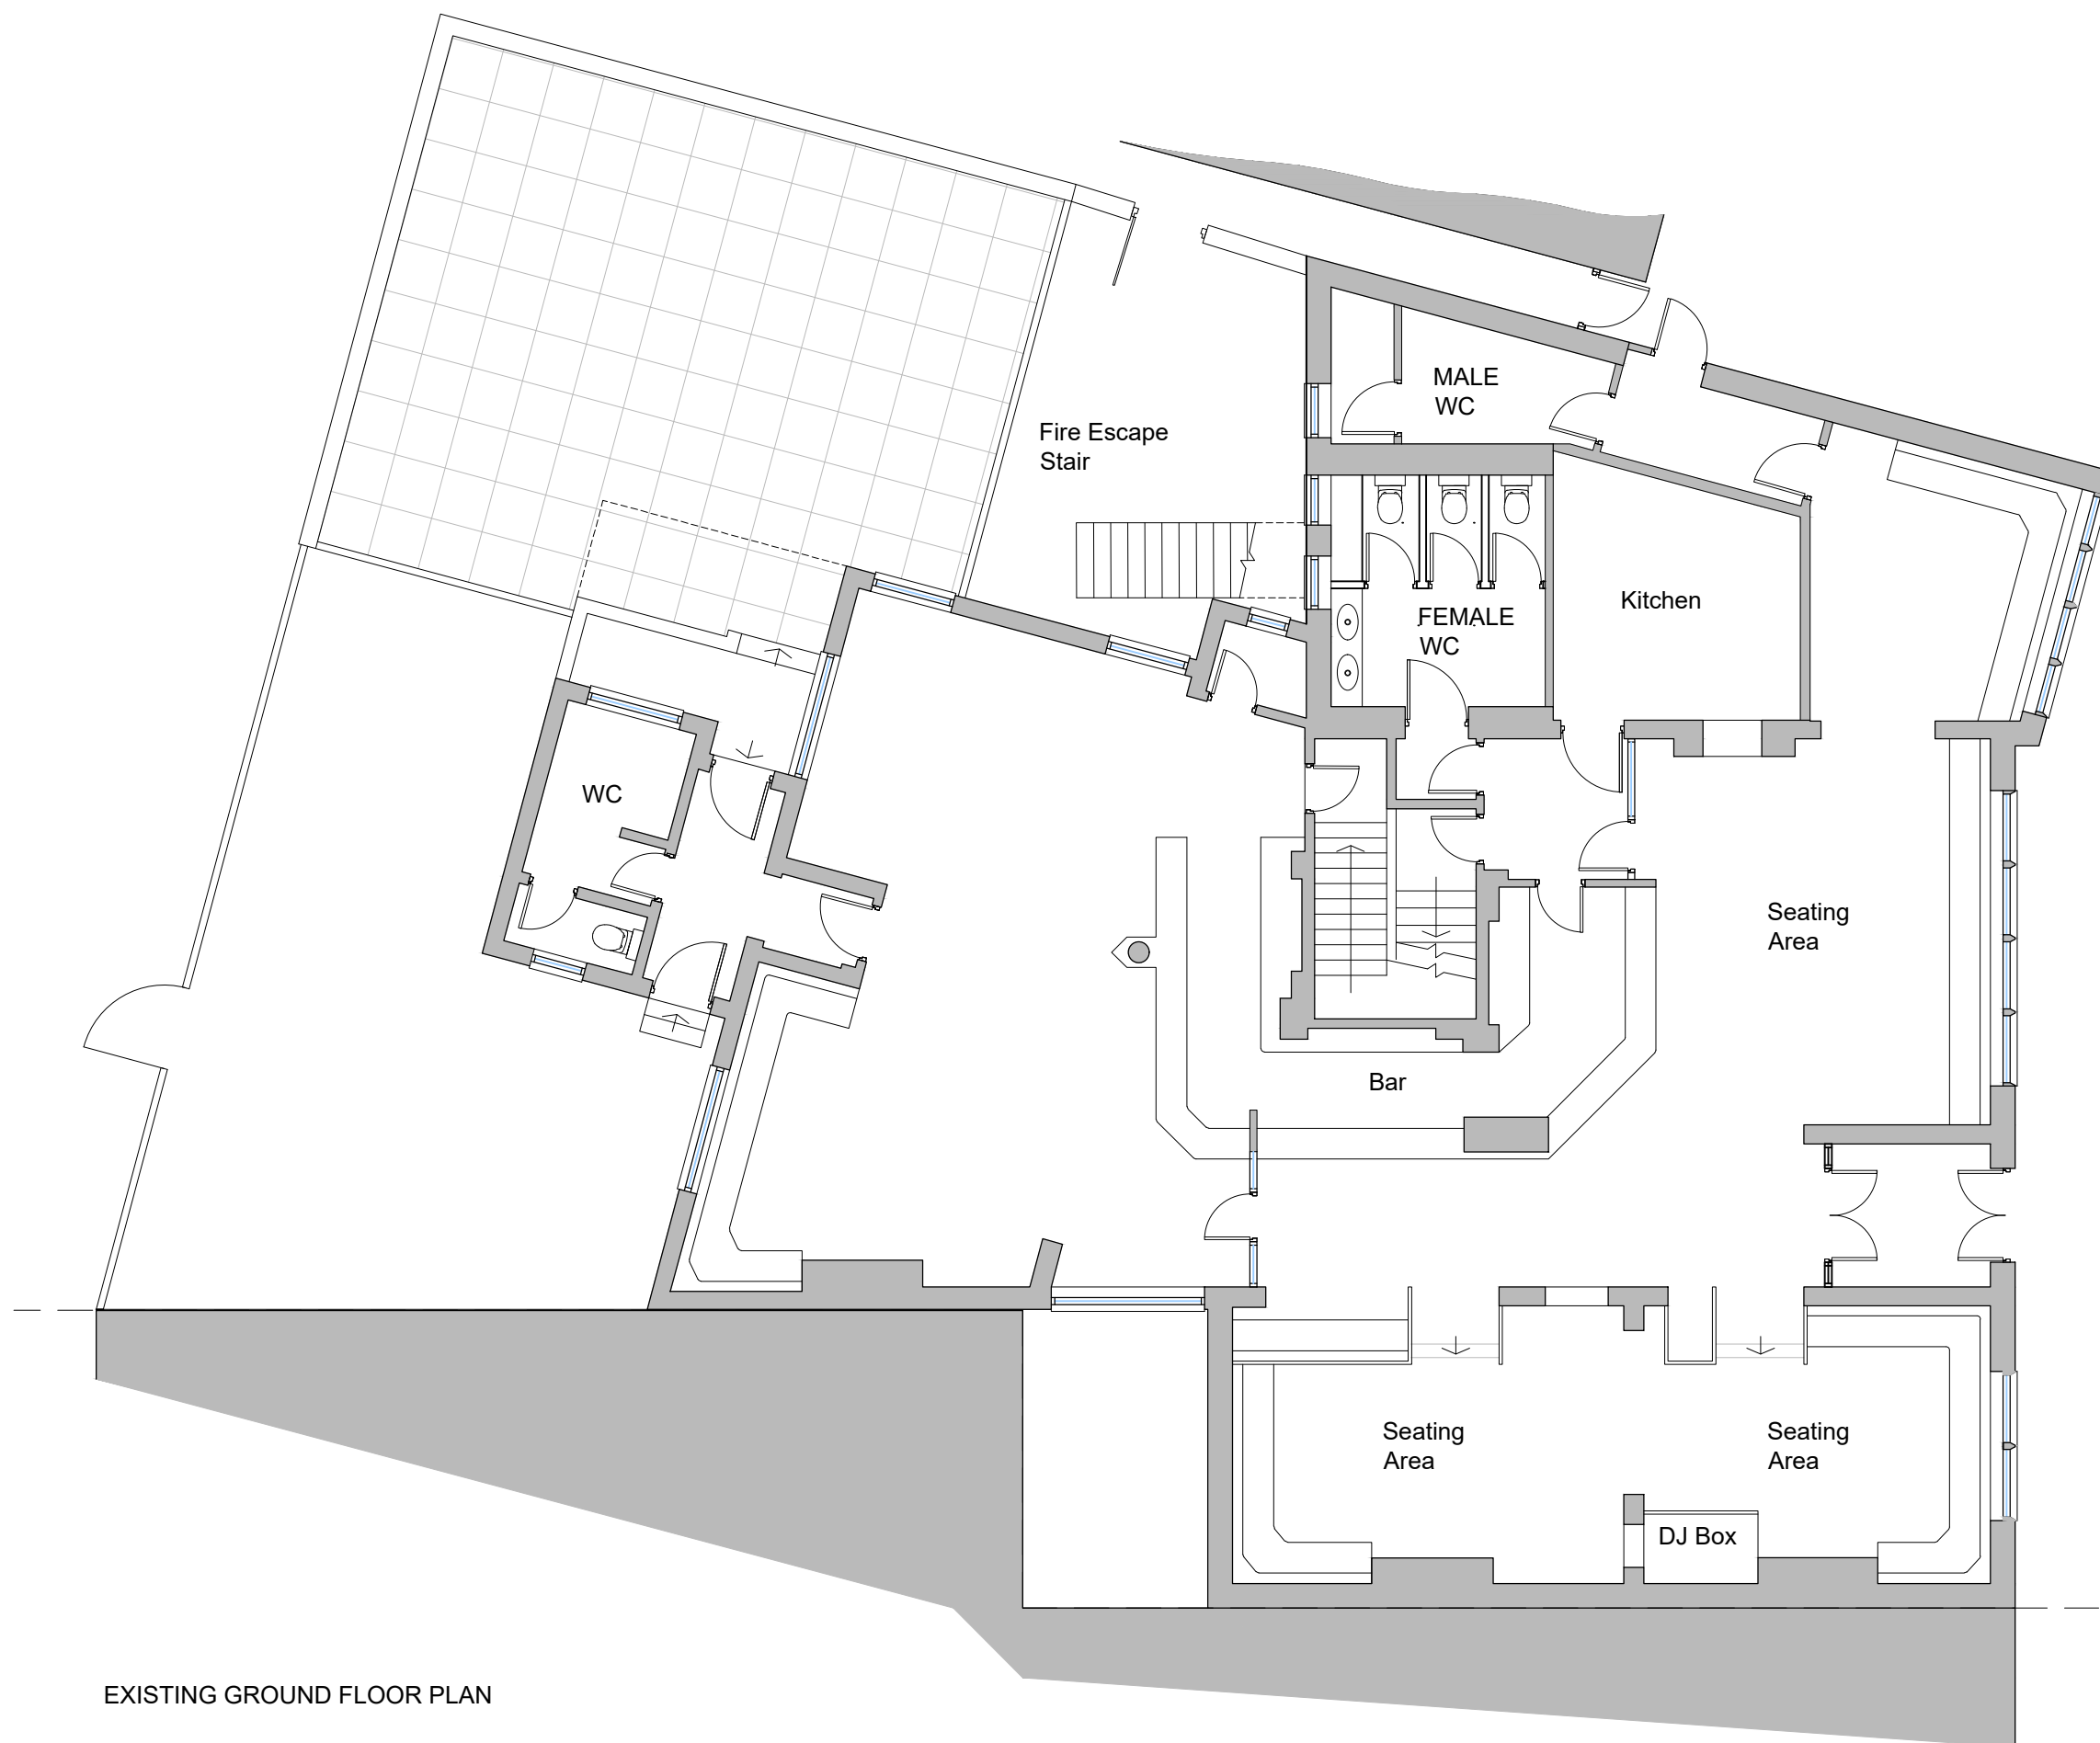 MALE
WC
Fire Escape
Stair
Kitchen
FEMALE
WC
WC
Seating
Area
Bar
Seating
Area
Seating
Area
DJ Box
EXISTING GROUND FLOOR PLAN